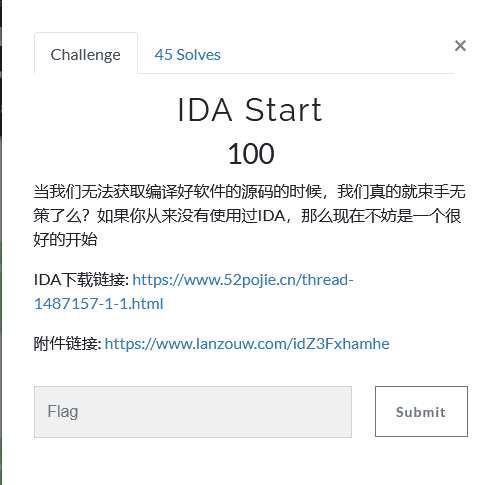 Challenge
45 Solves
×
IDA Start
100
当我们无法获取编译好软件的源码的时候，我们真的就束手无
策了么？如果你从来没有使用过IDA，那么现在不妨是一个很
好的开始
IDA下载链接: https://www.52pojie.cn/thread-
1487157-1-1.html
附件链接: https://www.lanzouw.com/idZ3Fxhamhe
Flag
Submit